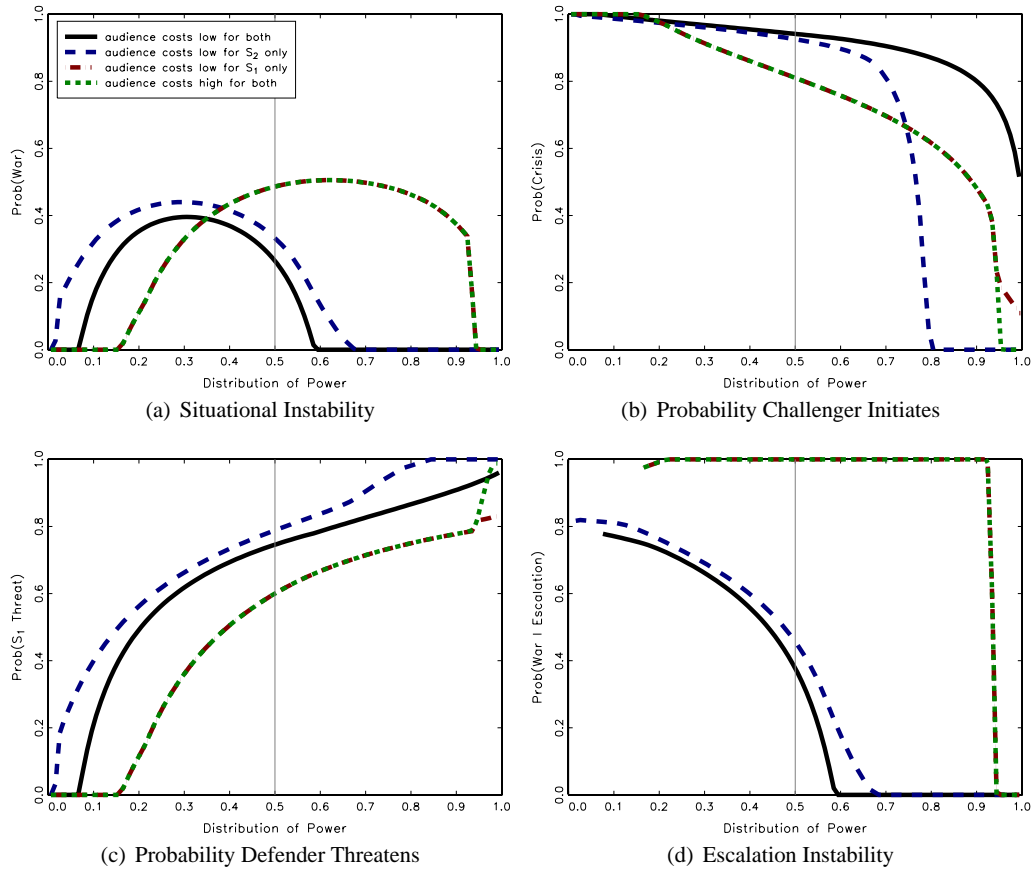 audience costs low for both
audience costs low for S₂ only
audience costs low for S₁ only
audience costs high for both
Prob(War)
0.0 0.2 0.4 0.6 0.8 1.0
0.0 0.1 0.2 0.3 0.4 0.5 0.6 0.7 0.8 0.9 1.0
Distribution of Power
(a) Situational Instability
Prob(Crisis)
0.0 0.2 0.4 0.6 0.8 1.0
0.1 0.2 0.3 0.4 0.5 0.6 0.7 0.8 0.9 1.0
Distribution of Power
(b) Probability Challenger Initiates
Prob(S₁ Threat)
0.0 0.2 0.4 0.6 0.8 1.0
0.0 0.1 0.2 0.3 0.4 0.5 0.6 0.7 0.8 0.9 1.0
Distribution of Power
(c) Probability Defender Threatens
Prob(War | Escalation)
0.0 0.2 0.4 0.6 0.8 1.0
0.1 0.2 0.3 0.4 0.5 0.6 0.7 0.8 0.9 1.0
Distribution of Power
(d) Escalation Instability